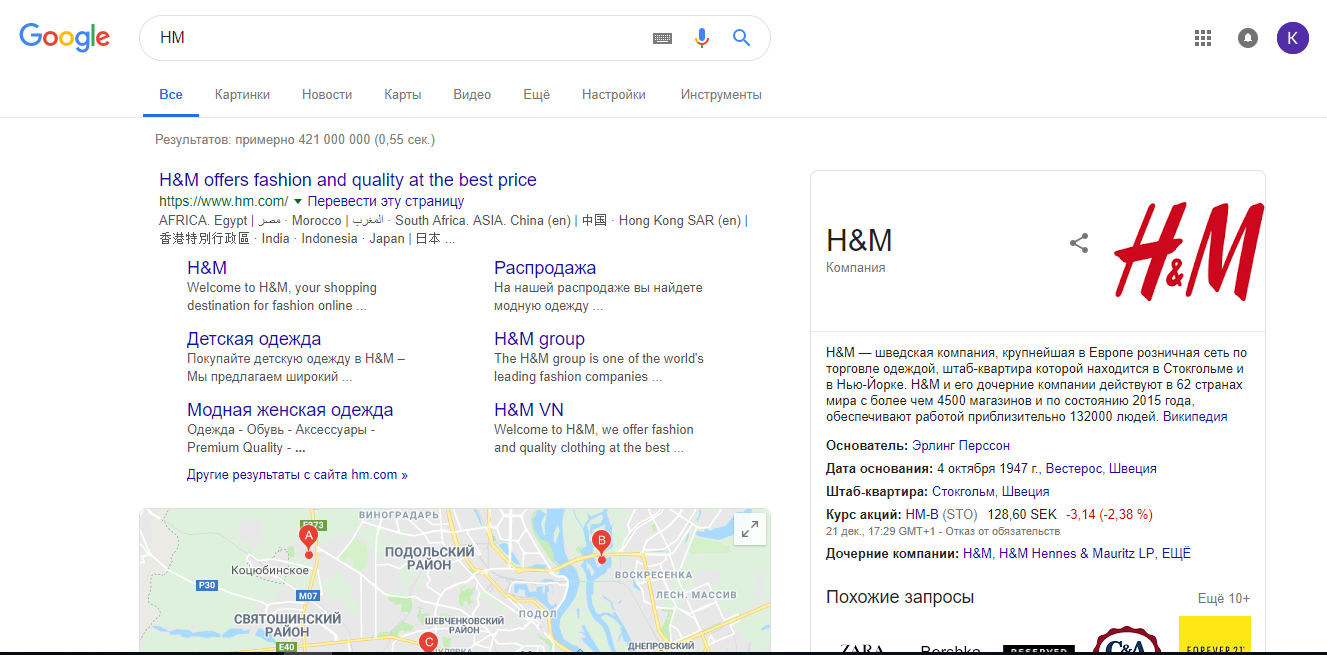 Google
HM
K
Все
Картинки
Новости
Карты
Видео
Ещё
Настройки
Инструменты
Результатов: примерно 421 000 000 (0,55 сек.)
H&M offers fashion and quality at the best price
https://www.hm.com/ ▼ Перевести эту страницу
AFRICA. Egypt | مصر · Morocco | المغرب · South Africa. ASIA. China (en) | 中国 · Hong Kong SAR (en) |
香港特別行政區 · India · Indonesia · Japan | 日本 ...
H&M
Welcome to H&M, your shopping
destination for fashion online ...
Распродажа
На нашей распродаже вы найдете
модную одежду ...
Детская одежда
Покупайте детскую одежду в H&M –
Мы предлагаем широкий ...
H&M group
The H&M group is one of the world's
leading fashion companies ...
Модная женская одежда
Одежда - Обувь - Аксессуары -
Premium Quality - ...
H&M VN
Welcome to H&M, we offer fashion
and quality clothing at the best ...
Другие результаты с сайта hm.com »
ВИНОГРАДАРЬ
E373
A
B
ПОДОЛЬСКИЙ
РАЙОН
Коцюбинское
ВОСКРЕСЕНКА
P30
M07
ЛЕСН. МАССИВ
СВЯТОШИНСКИЙ
РАЙОН
ПОДОЛ
ШЕВЧЕНКОВСКИЙ
РАЙОН
C
E40
ДНЕПРОВСКИЙ
H&M
Компания
H&M
H&M — шведская компания, крупнейшая в Европе розничная сеть по
торговле одеждой, штаб-квартира которой находится в Стокгольме и
в Нью-Йорке. H&M и его дочерние компании действуют в 62 странах
мира с более чем 4500 магазинов и по состоянию 2015 года,
обеспечивают работой приблизительно 132000 людей. Википедия
Основатель: Эрлинг Перссон
Дата основания: 4 октября 1947 г., Вестерос, Швеция
Штаб-квартира: Стокгольм, Швеция
Курс акций: HM-B (STO) 128,60 SEK -3,14 (-2,38 %)
21 дек., 17:29 GMT+1 - Отказ от обязательств
Дочерние компании: H&M, H&M Hennes & Mauritz LP, ЕЩЁ
Похожие запросы
Ещё 10+
ZARA
Bershka
RESERVED
C&A
FOREVER 21